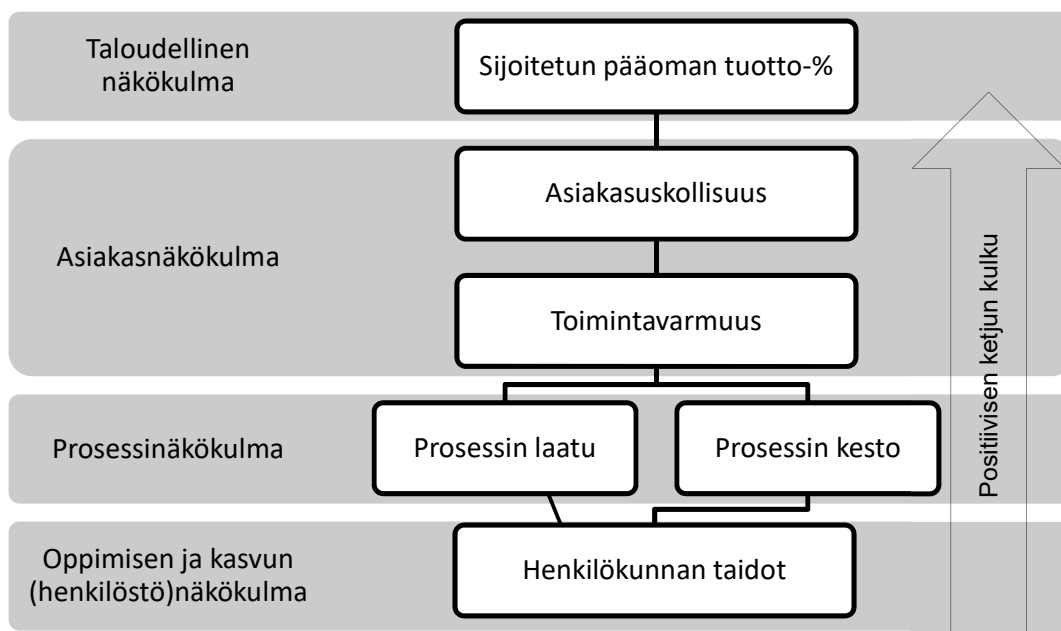 Taloudellinen
näkökulma
Sijoitetun pääoman tuotto-%
Asiakasnäkökulma
Asiakasuskollisuus
Toimintavarmuus
Prosessinäkökulma
Prosessin laatu
Prosessin kesto
Oppimisen ja kasvun
(henkilöstö)näkökulma
Henkilökunnan taidot
Positiivisen ketjun kulku